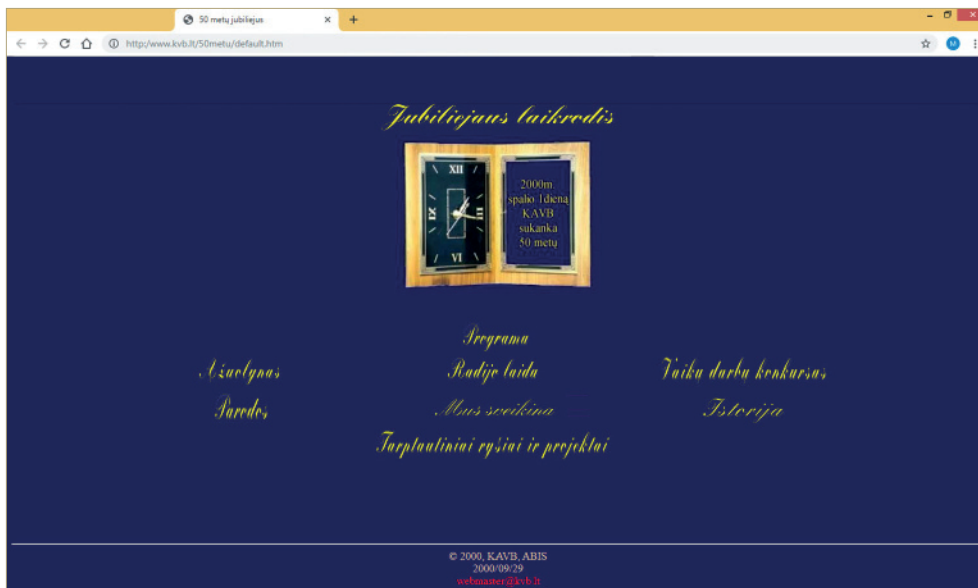 50 metų jubiliejus
http:/www.kvb.lt/50metu/default.htm
M
Jubiliejaus laikrodis
XII
IX III
VI
2000m
spalio 1dieną
KAVB
sukanka
50 metų
Programa
Ąžuolynas Radijo laida Vaikų darbų konkursas
Parodos Mus sveikina Istorija
Tarptautiniai ryšiai ir projektai
© 2000, KAVB, ABIS
2000/09/29
webmaster@kvb.lt